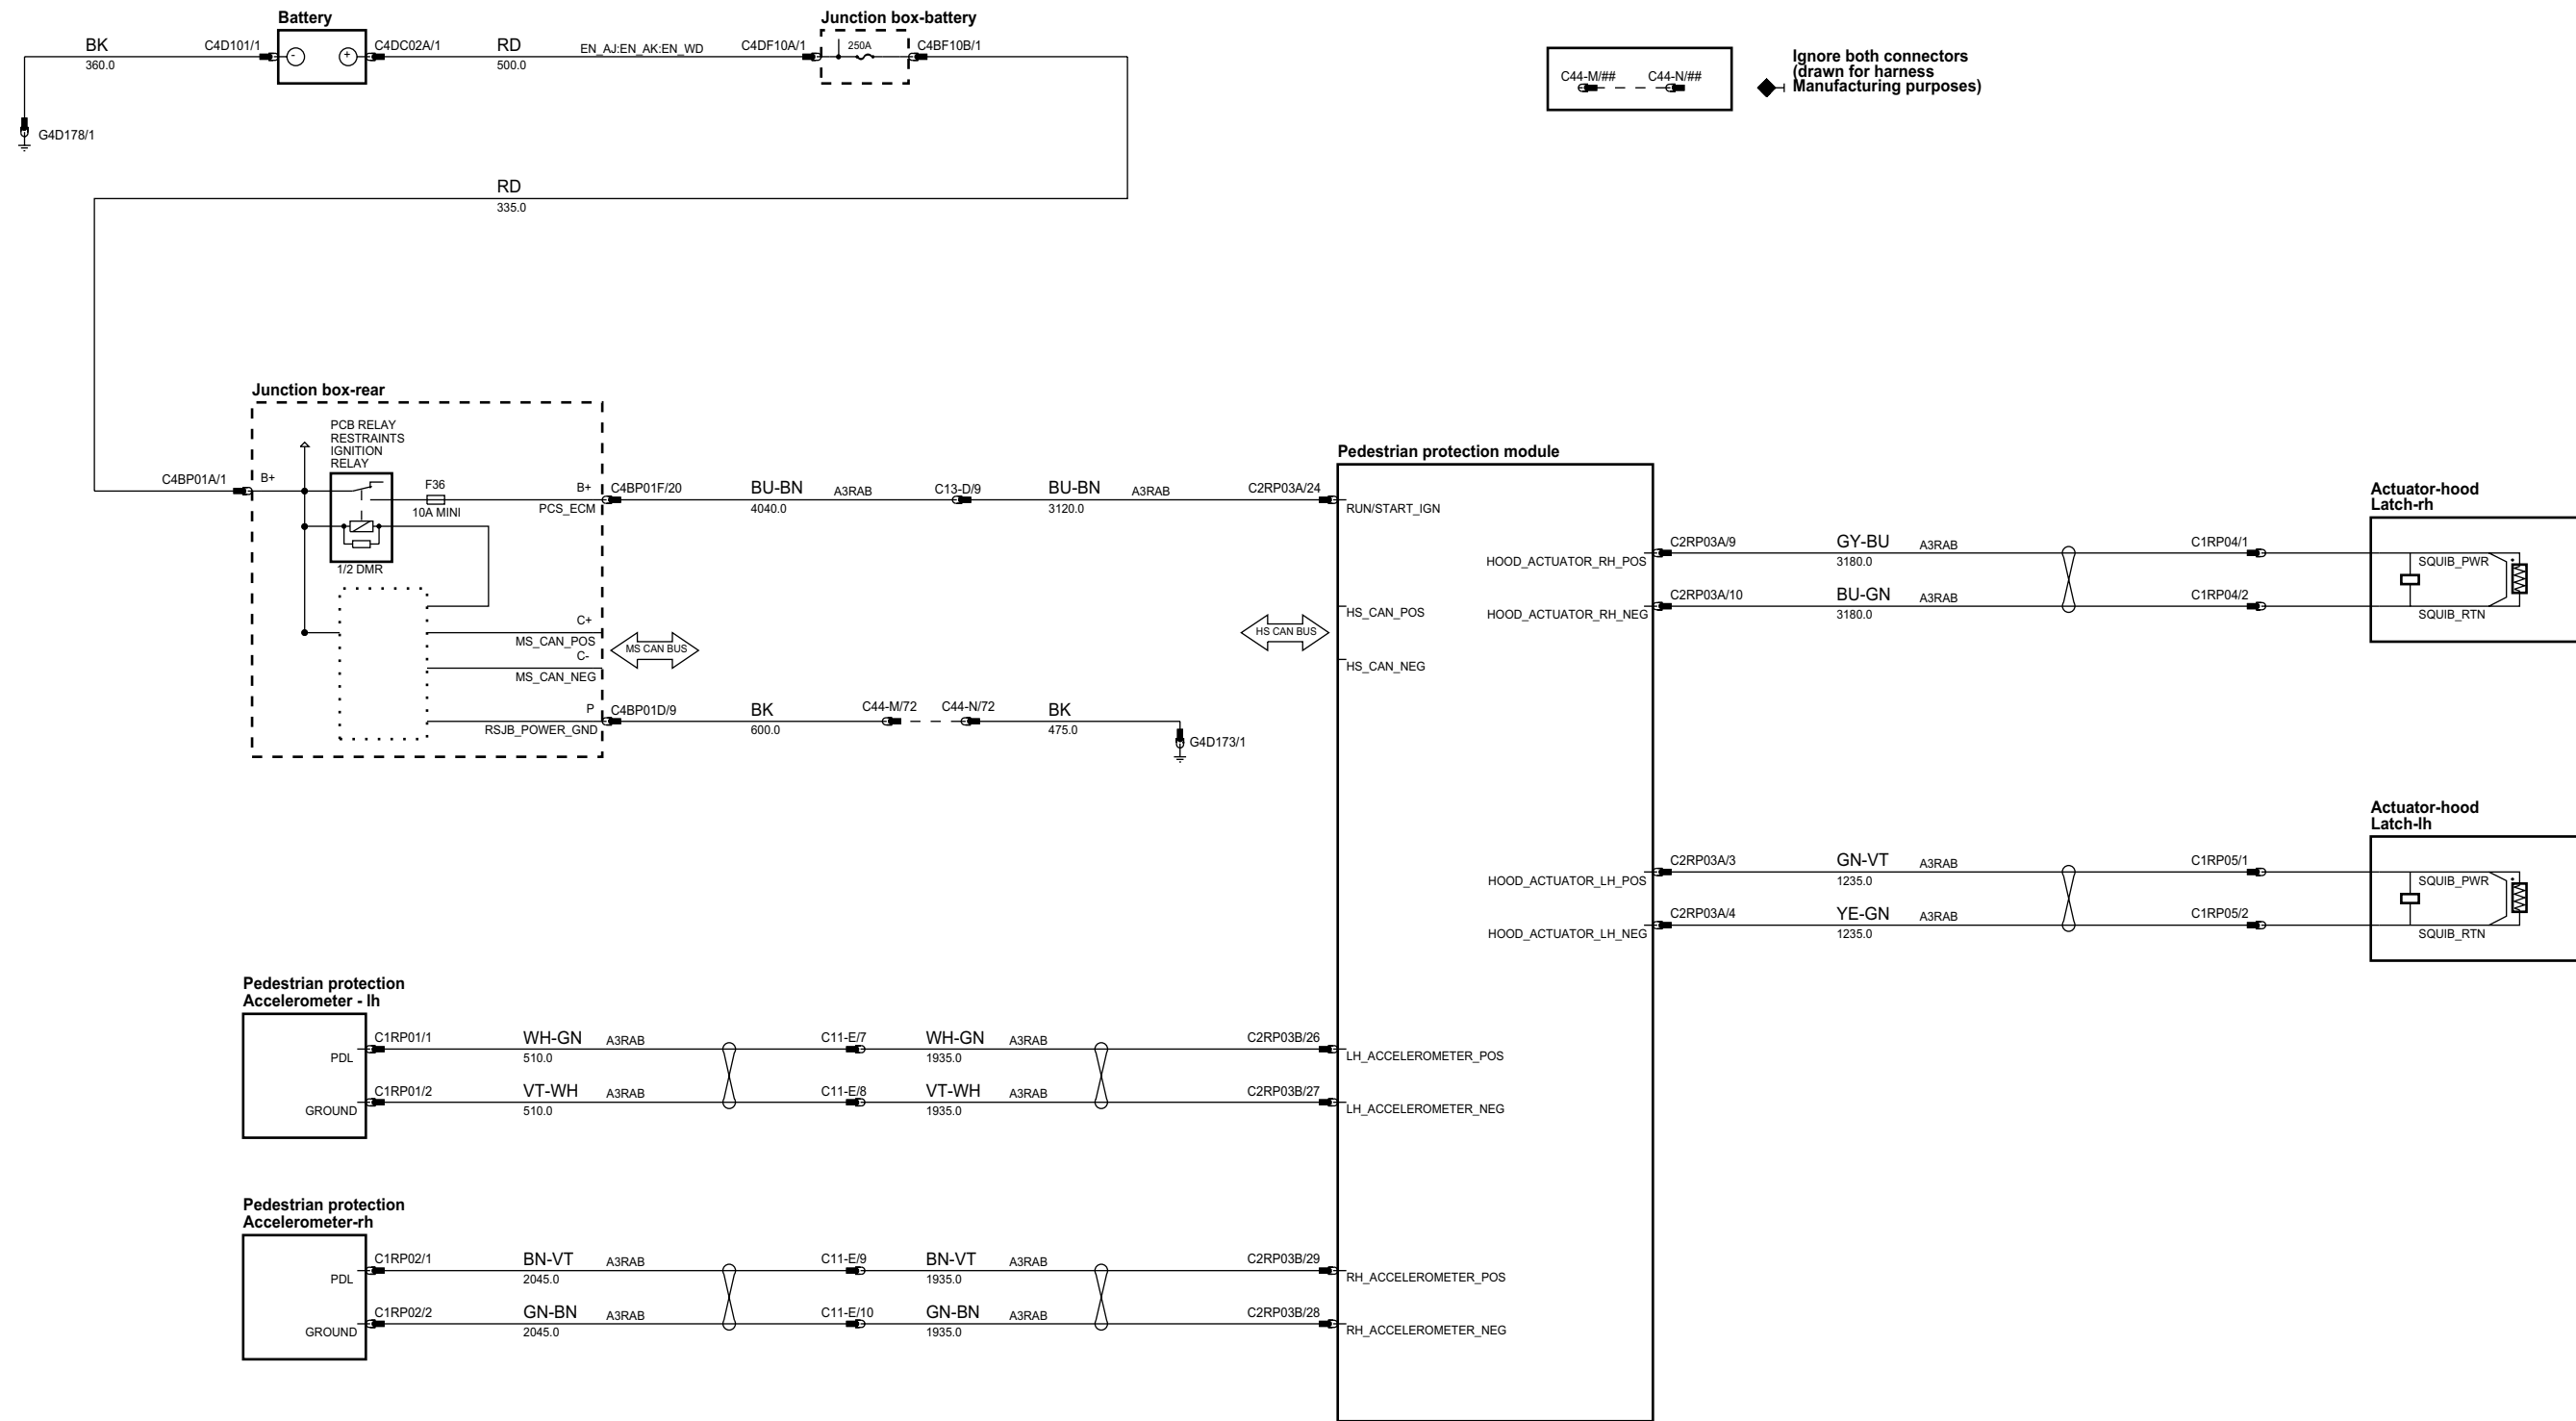 Battery
Junction box-battery
BK
360.0
C4D101/1
-
+
C4DC02A/1
RD
500.0
EN_AJ:EN_AK:EN_WD
C4DF10A/1
250A
C4BF10B/1
G4D178/1
C44-M/##
C44-N/##
Ignore both connectors
(drawn for harness
Manufacturing purposes)
RD
335.0
Junction box-rear
PCB RELAY
RESTRAINTS
IGNITION
RELAY
C4BP01A/1
B+
F36
10A MINI
1/2 DMR
B+
PCS_ECM
C4BP01F/20
BU-BN
4040.0
A3RAB
C13-D/9
BU-BN
3120.0
A3RAB
C2RP03A/24
C+
MS_CAN_POS
C-
MS_CAN_NEG
MS CAN BUS
P
RSJB_POWER_GND
C4BP01D/9
BK
600.0
C44-M/72
C44-N/72
BK
475.0
G4D173/1
Pedestrian protection module
RUN/START_IGN
HS CAN BUS
HS_CAN_POS
HS_CAN_NEG
HOOD_ACTUATOR_RH_POS
C2RP03A/9
GY-BU
3180.0
A3RAB
C1RP04/1
HOOD_ACTUATOR_RH_NEG
C2RP03A/10
BU-GN
3180.0
A3RAB
C1RP04/2
Actuator-hood
Latch-rh
SQUIB_PWR
SQUIB_RTN
HOOD_ACTUATOR_LH_POS
C2RP03A/3
GN-VT
1235.0
A3RAB
C1RP05/1
HOOD_ACTUATOR_LH_NEG
C2RP03A/4
YE-GN
1235.0
A3RAB
C1RP05/2
Actuator-hood
Latch-lh
SQUIB_PWR
SQUIB_RTN
Pedestrian protection
Accelerometer - lh
PDL
C1RP01/1
WH-GN
510.0
A3RAB
C11-E/7
WH-GN
1935.0
A3RAB
C2RP03B/26
LH_ACCELEROMETER_POS
GROUND
C1RP01/2
VT-WH
510.0
A3RAB
C11-E/8
VT-WH
1935.0
A3RAB
C2RP03B/27
LH_ACCELEROMETER_NEG
Pedestrian protection
Accelerometer-rh
PDL
C1RP02/1
BN-VT
2045.0
A3RAB
C11-E/9
BN-VT
1935.0
A3RAB
C2RP03B/29
RH_ACCELEROMETER_POS
GROUND
C1RP02/2
GN-BN
2045.0
A3RAB
C11-E/10
GN-BN
1935.0
A3RAB
C2RP03B/28
RH_ACCELEROMETER_NEG